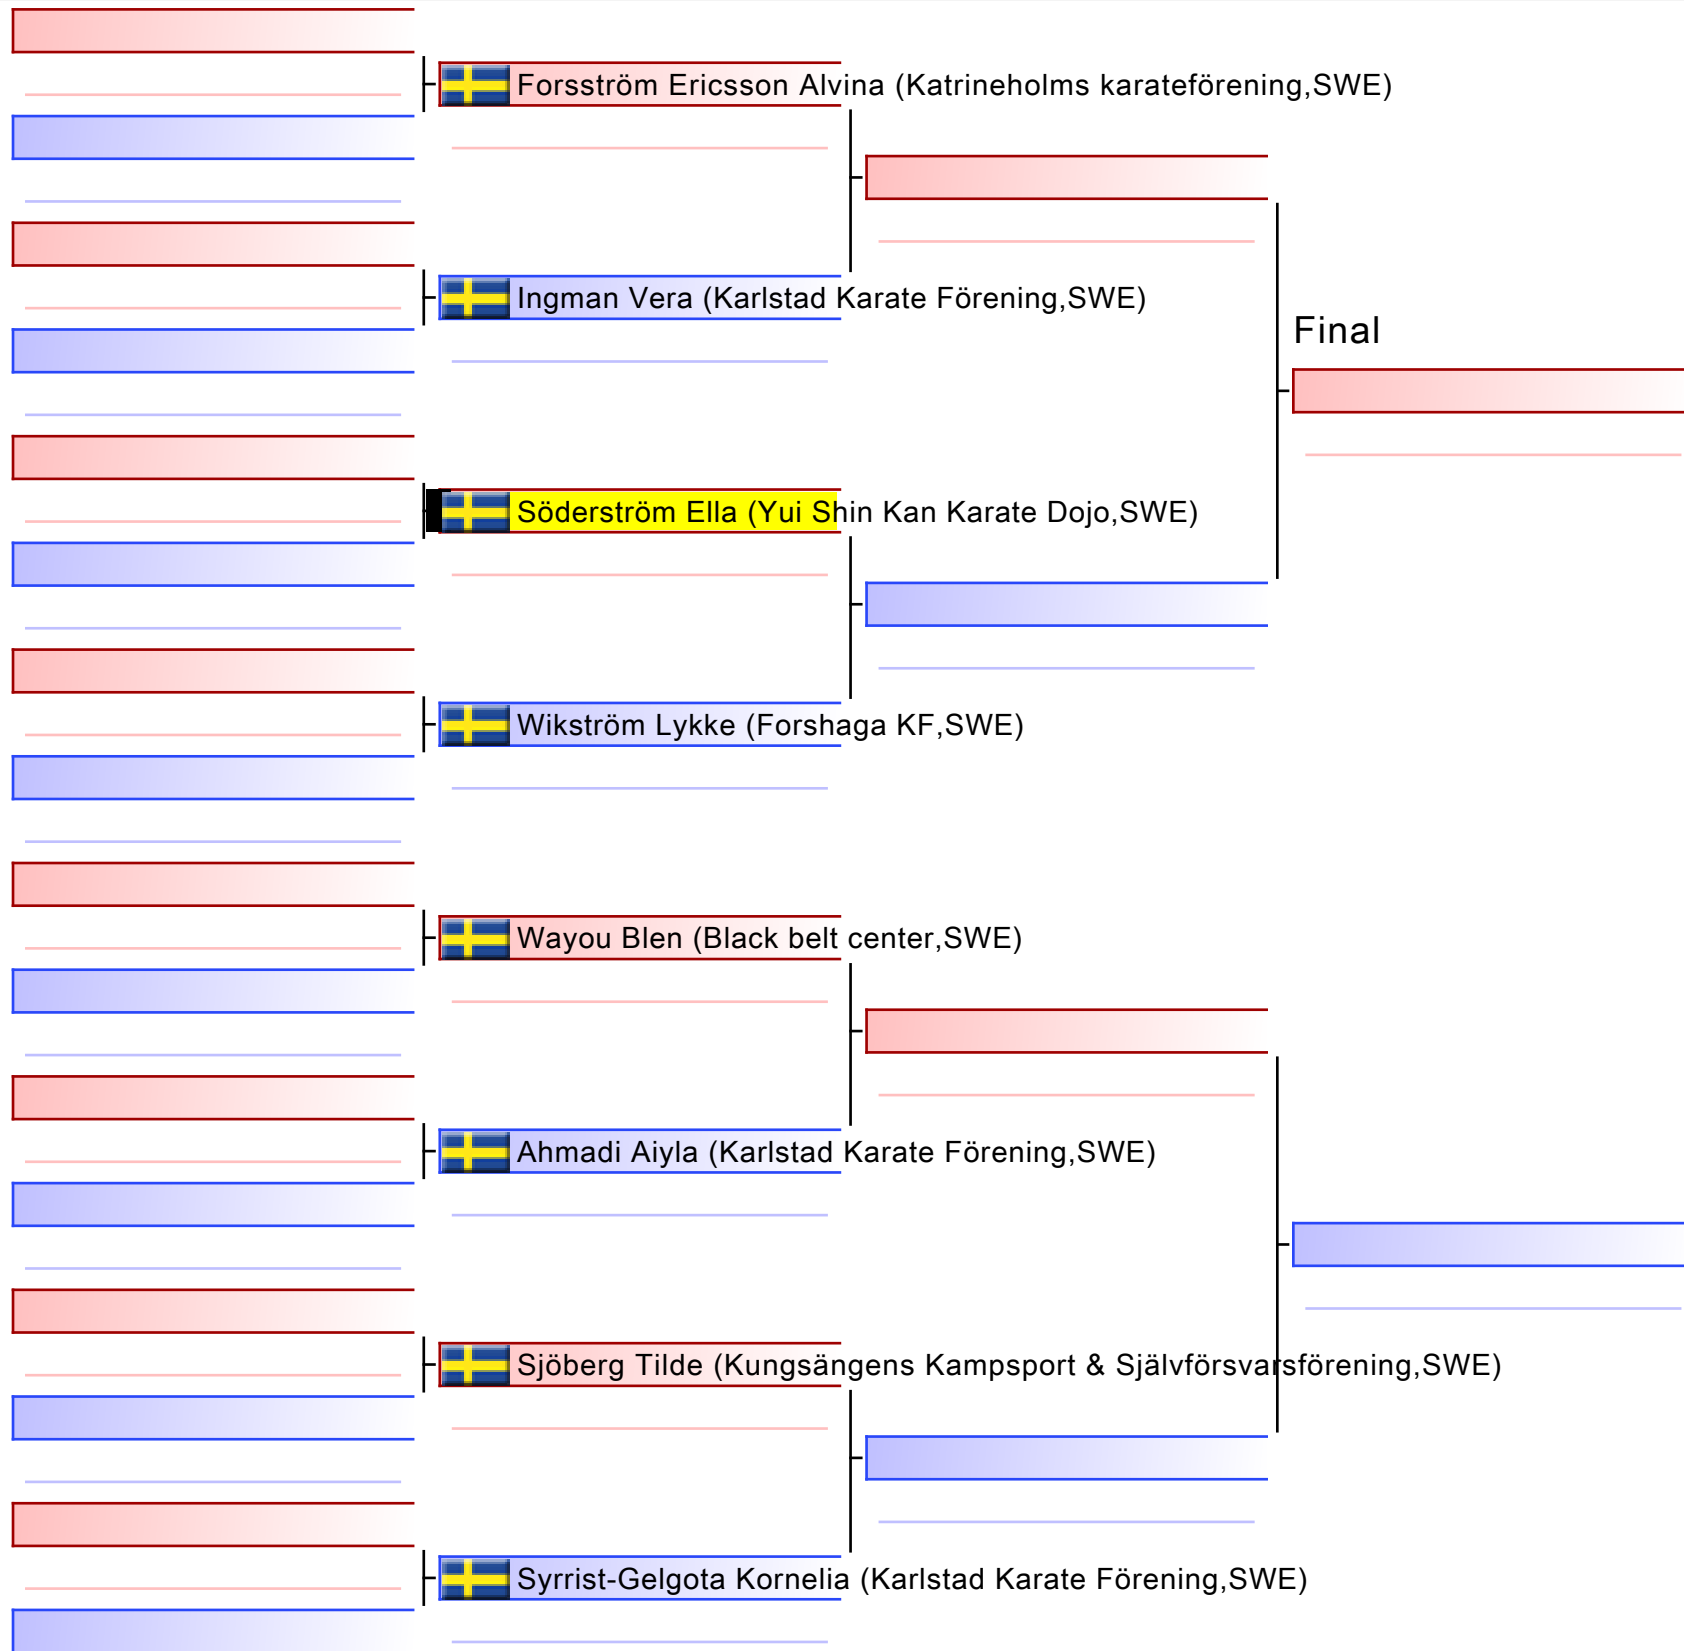 Forsström Ericsson Alvina (Katrineholms karateförening,SWE)
Ingman Vera (Karlstad Karate Förening,SWE)
Final
Söderström Ella (Yui Shin Kan Karate Dojo,SWE)
Wikström Lykke (Forshaga KF,SWE)
Wayou Blen (Black belt center,SWE)
Ahmadi Aiyla (Karlstad Karate Förening,SWE)
Sjöberg Tilde (Kungsängens Kampsport & Självförsvarsförening,SWE)
Syrrist-Gelgota Kornelia (Karlstad Karate Förening,SWE)